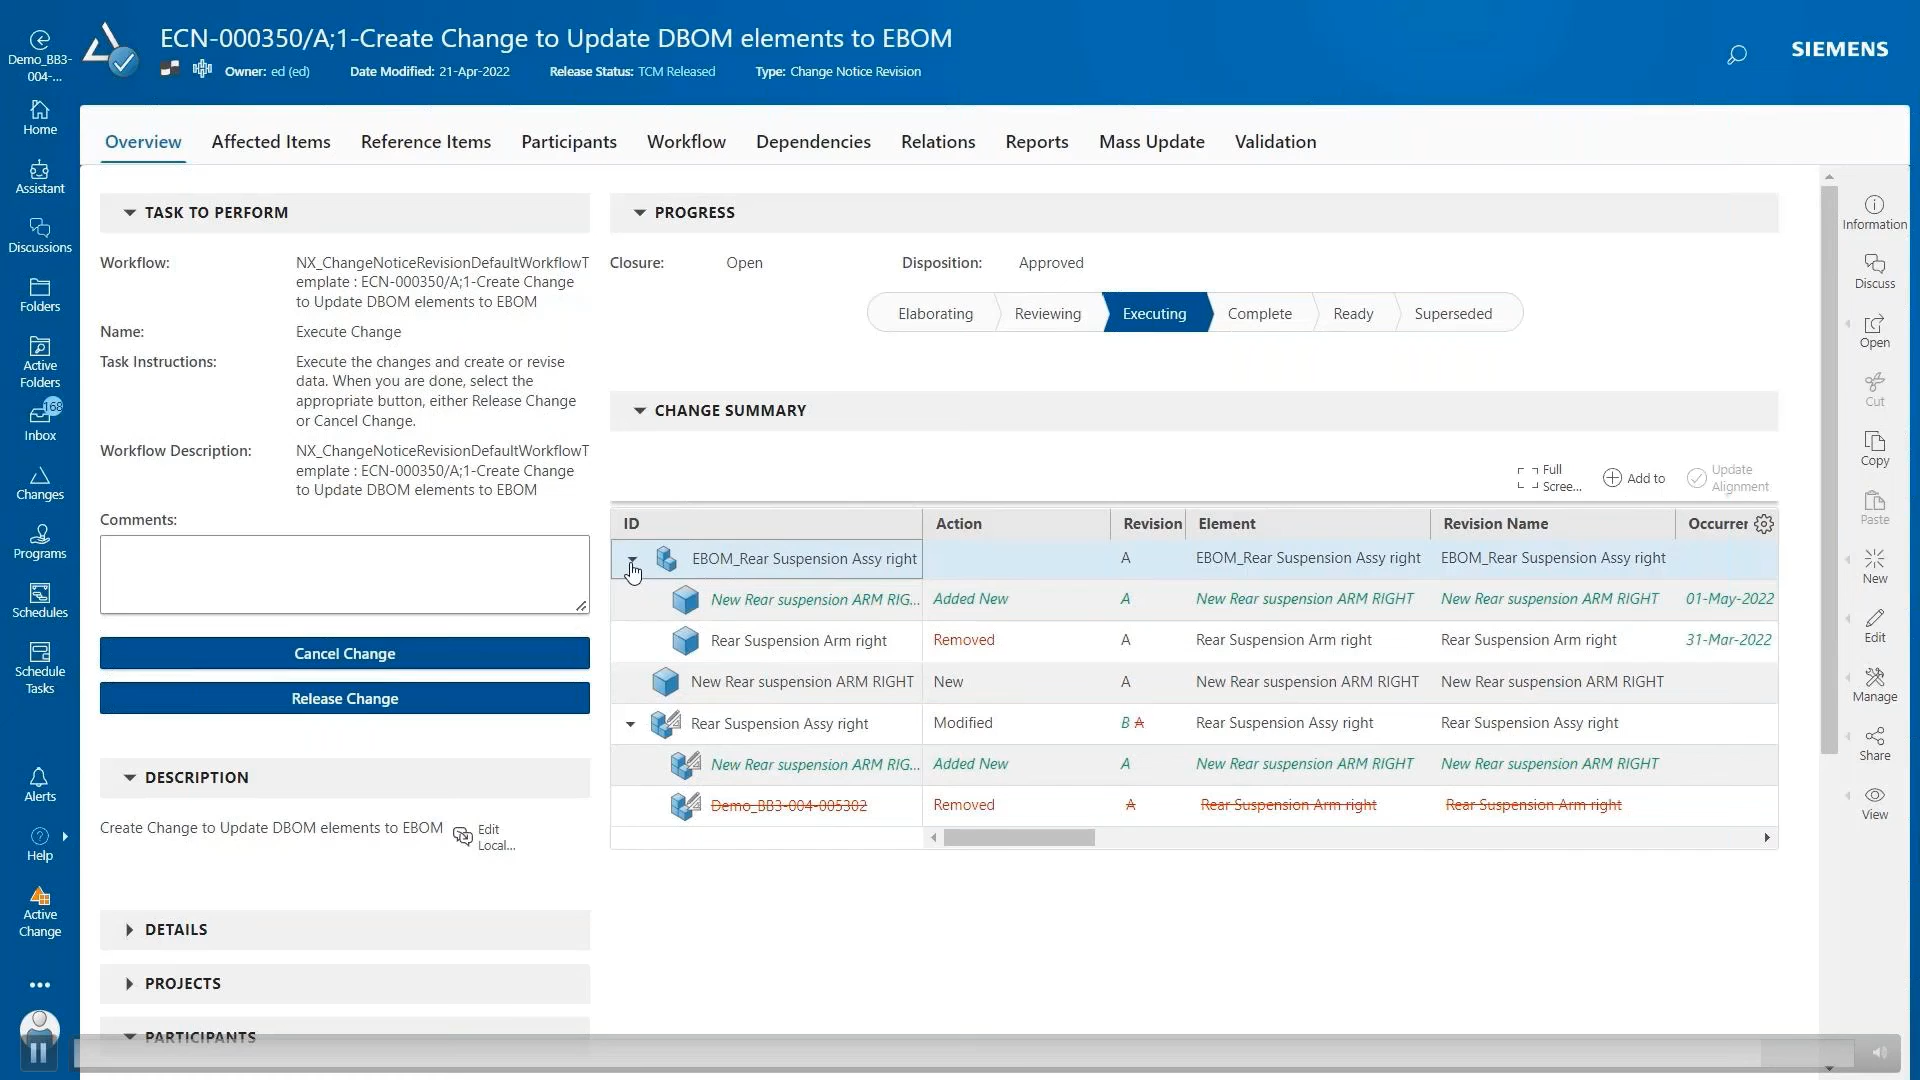 Demo_BB3-
004-...
Home
Assistant
Discussions
Folders
Active
Folders
168
Inbox
Changes
Programs
Schedules
Schedule
Tasks
Alerts
Help
Active
Change
ECN-000350/A;1-Create Change to Update DBOM elements to EBOM
Owner: ed (ed) Date Modified: 21-Apr-2022 Release Status: TCM Released Type: Change Notice Revision
SIEMENS
Overview Affected Items Reference Items Participants Workflow Dependencies Relations Reports Mass Update Validation
TASK TO PERFORM
Workflow: NX_ChangeNoticeRevisionDefaultWorkflowT
emplate : ECN-000350/A;1-Create Change
to Update DBOM elements to EBOM
Name: Execute Change
Task Instructions: Execute the changes and create or revise
data. When you are done, select the
appropriate button, either Release Change
or Cancel Change.
Workflow Description: NX_ChangeNoticeRevisionDefaultWorkflowT
emplate : ECN-000350/A;1-Create Change
to Update DBOM elements to EBOM
Comments:
Cancel Change
Release Change
DESCRIPTION
Create Change to Update DBOM elements to EBOM
Edit
Local...
DETAILS
PROJECTS
PARTICIPANTS
PROGRESS
Closure: Open Disposition: Approved
Elaborating Reviewing Executing Complete Ready Superseded
CHANGE SUMMARY
Full
Scree...
Add to
Update
Alignment
ID Action Revision Element Revision Name Occurrer
EBOM_Rear Suspension Assy right A EBOM_Rear Suspension Assy right EBOM_Rear Suspension Assy right
New Rear suspension ARM RIG... Added New A New Rear suspension ARM RIGHT New Rear suspension ARM RIGHT 01-May-2022
Rear Suspension Arm right Removed A Rear Suspension Arm right Rear Suspension Arm right 31-Mar-2022
New Rear suspension ARM RIGHT New A New Rear suspension ARM RIGHT New Rear suspension ARM RIGHT
Rear Suspension Assy right Modified B A Rear Suspension Assy right Rear Suspension Assy right
New Rear suspension ARM RIG... Added New A New Rear suspension ARM RIGHT New Rear suspension ARM RIGHT
Demo_BB3-004-005302 Removed A Rear Suspension Arm right Rear Suspension Arm right
Information
Discuss
Open
Cut
Copy
Paste
New
Edit
Manage
Share
View